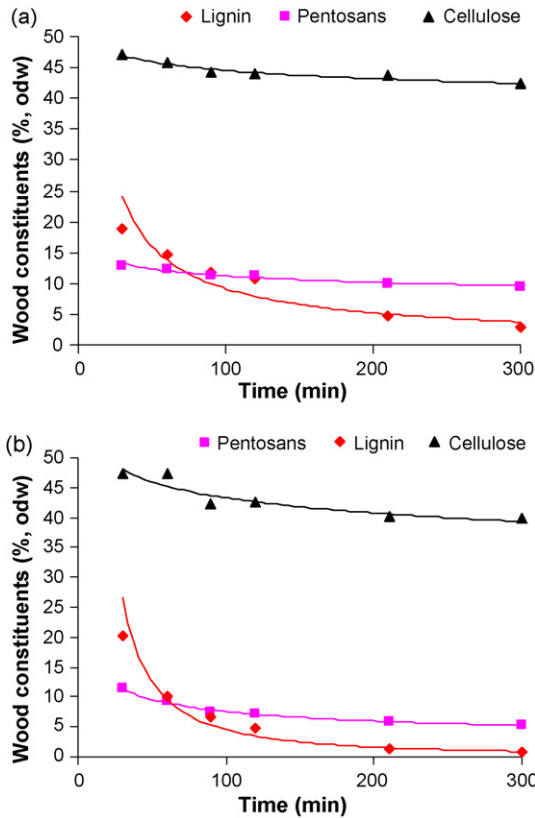 (a)
Lignin Pentosans Cellulose
Wood constituents (%, odw)
50
45
40
35
30
25
20
15
10
5
0
0 100 200 300
Time (min)
(b)
Pentosans Lignin Cellulose
Wood constituents (%, odw)
50
45
40
35
30
25
20
15
10
5
0
0 100 200 300
Time (min)